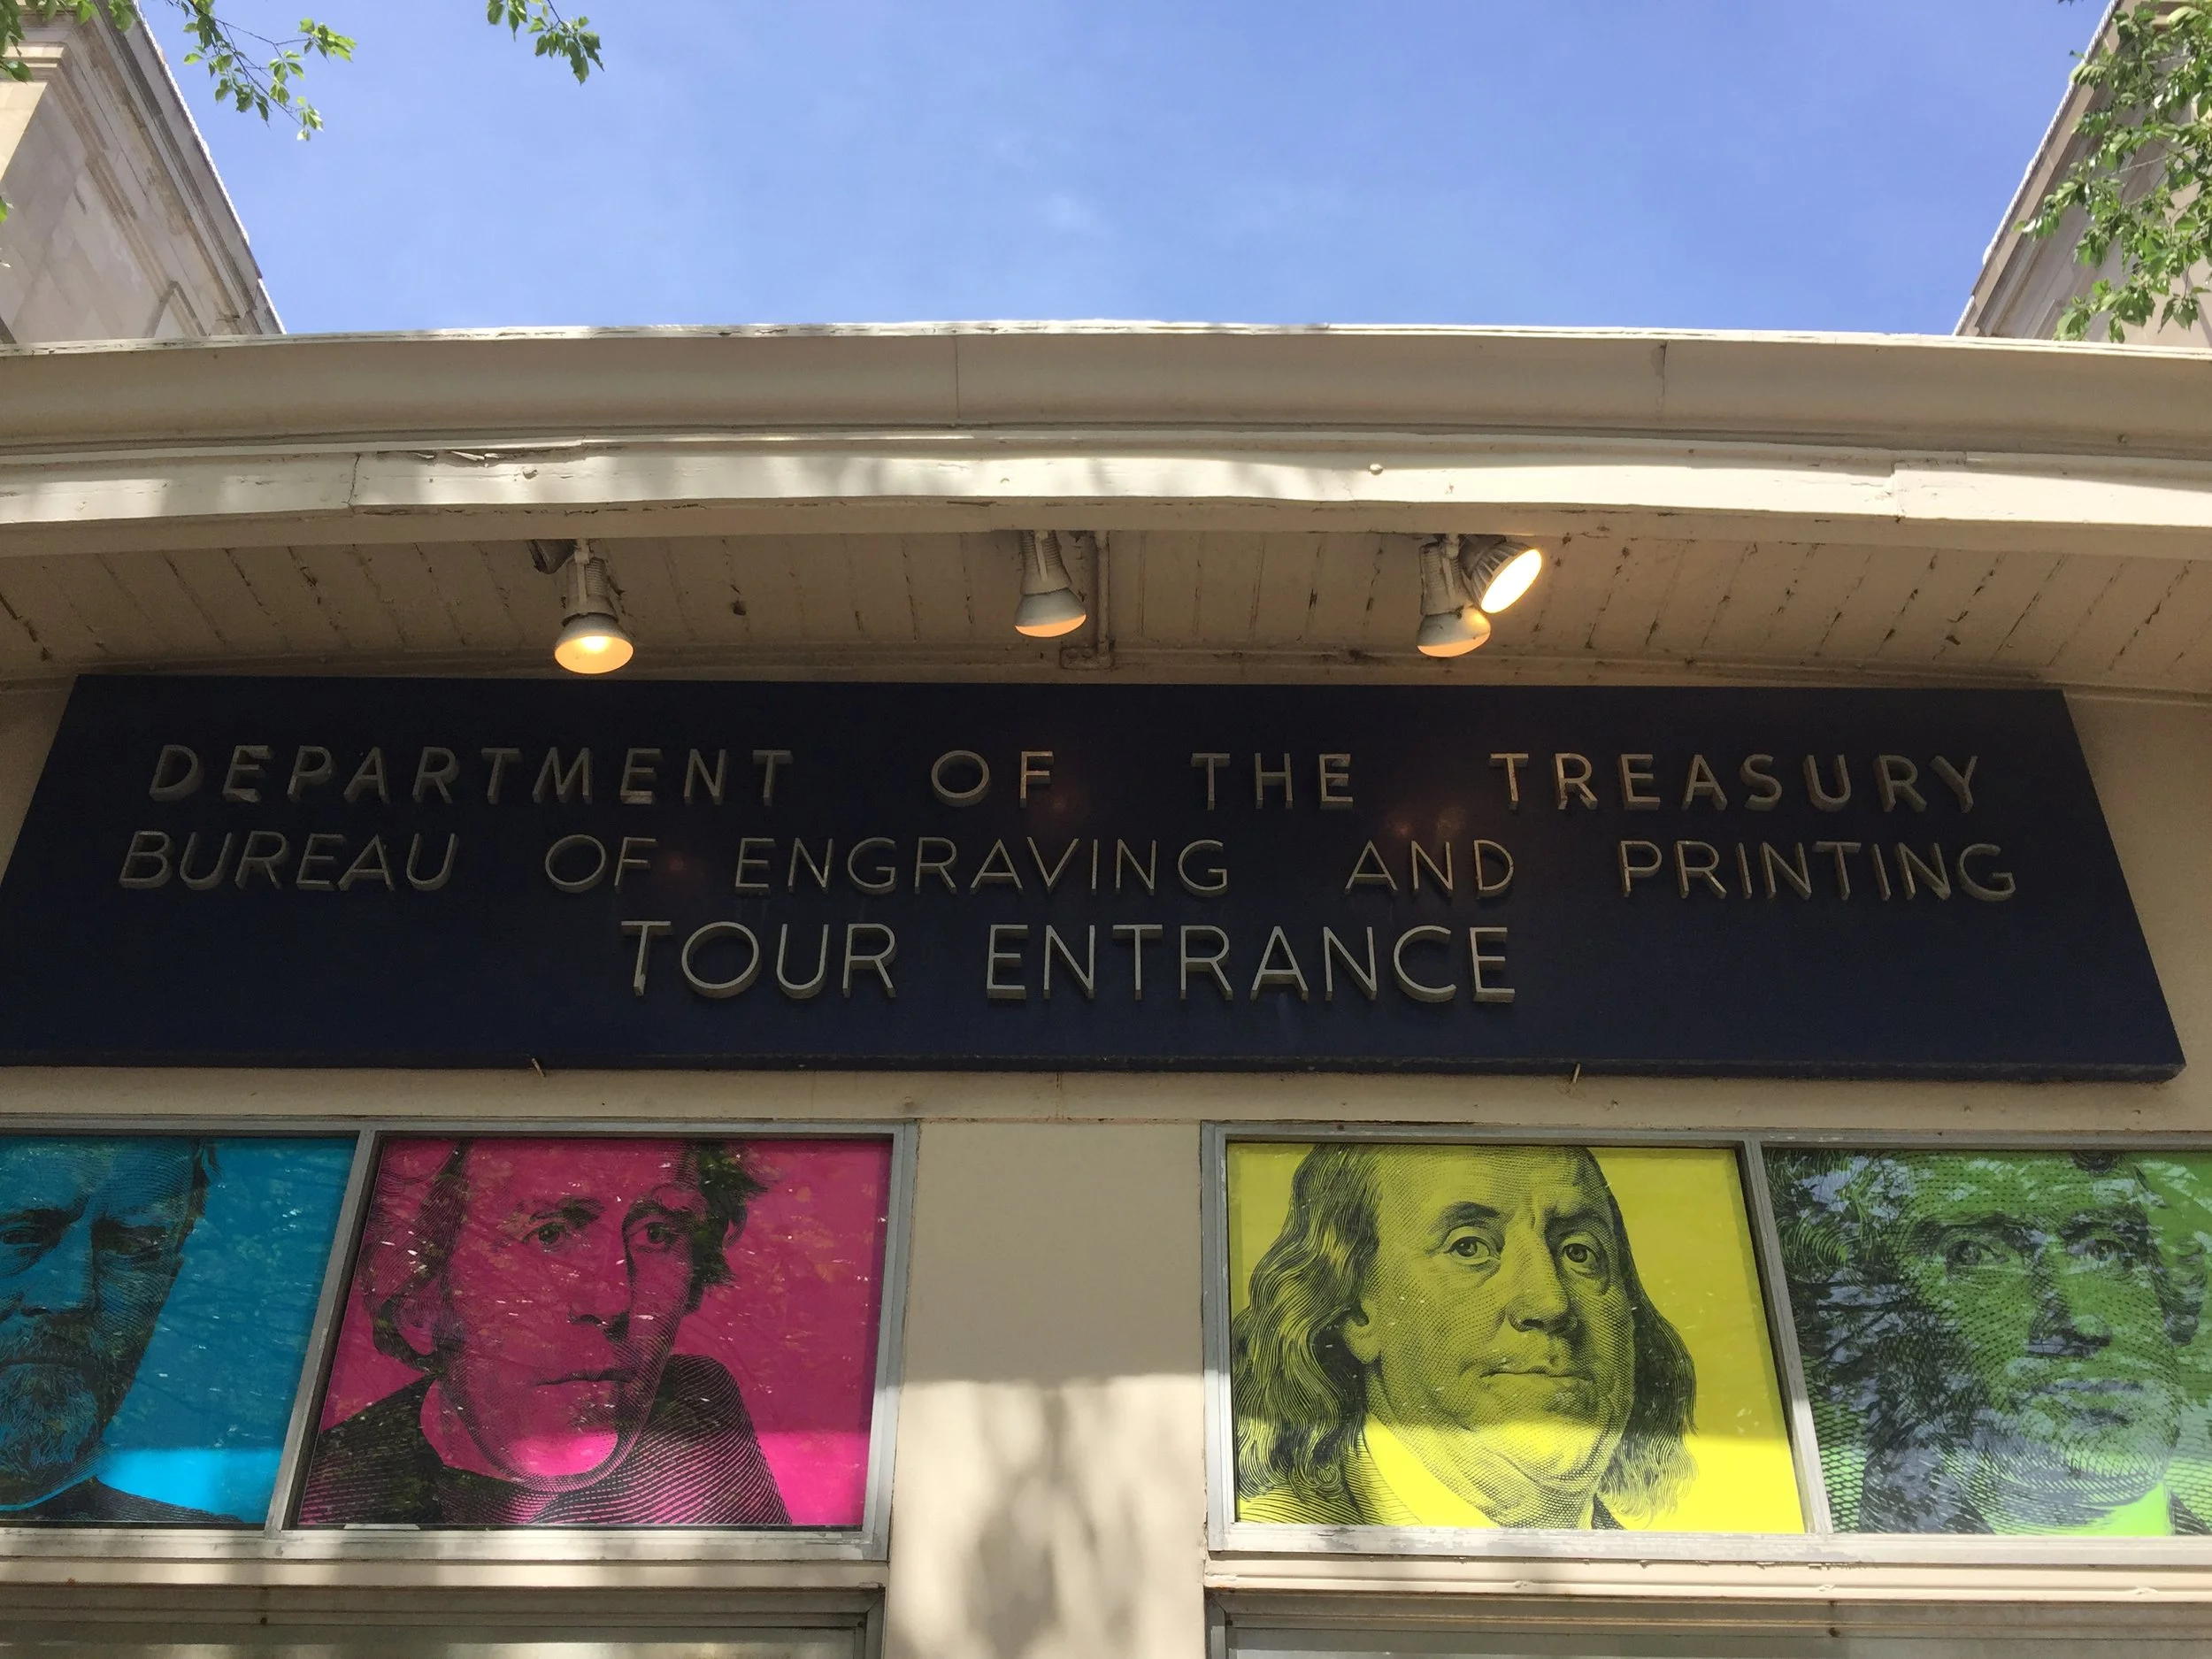 DEPARTMENT OF THE TREASURY
BUREAU OF ENGRAVING AND PRINTING
TOUR ENTRANCE